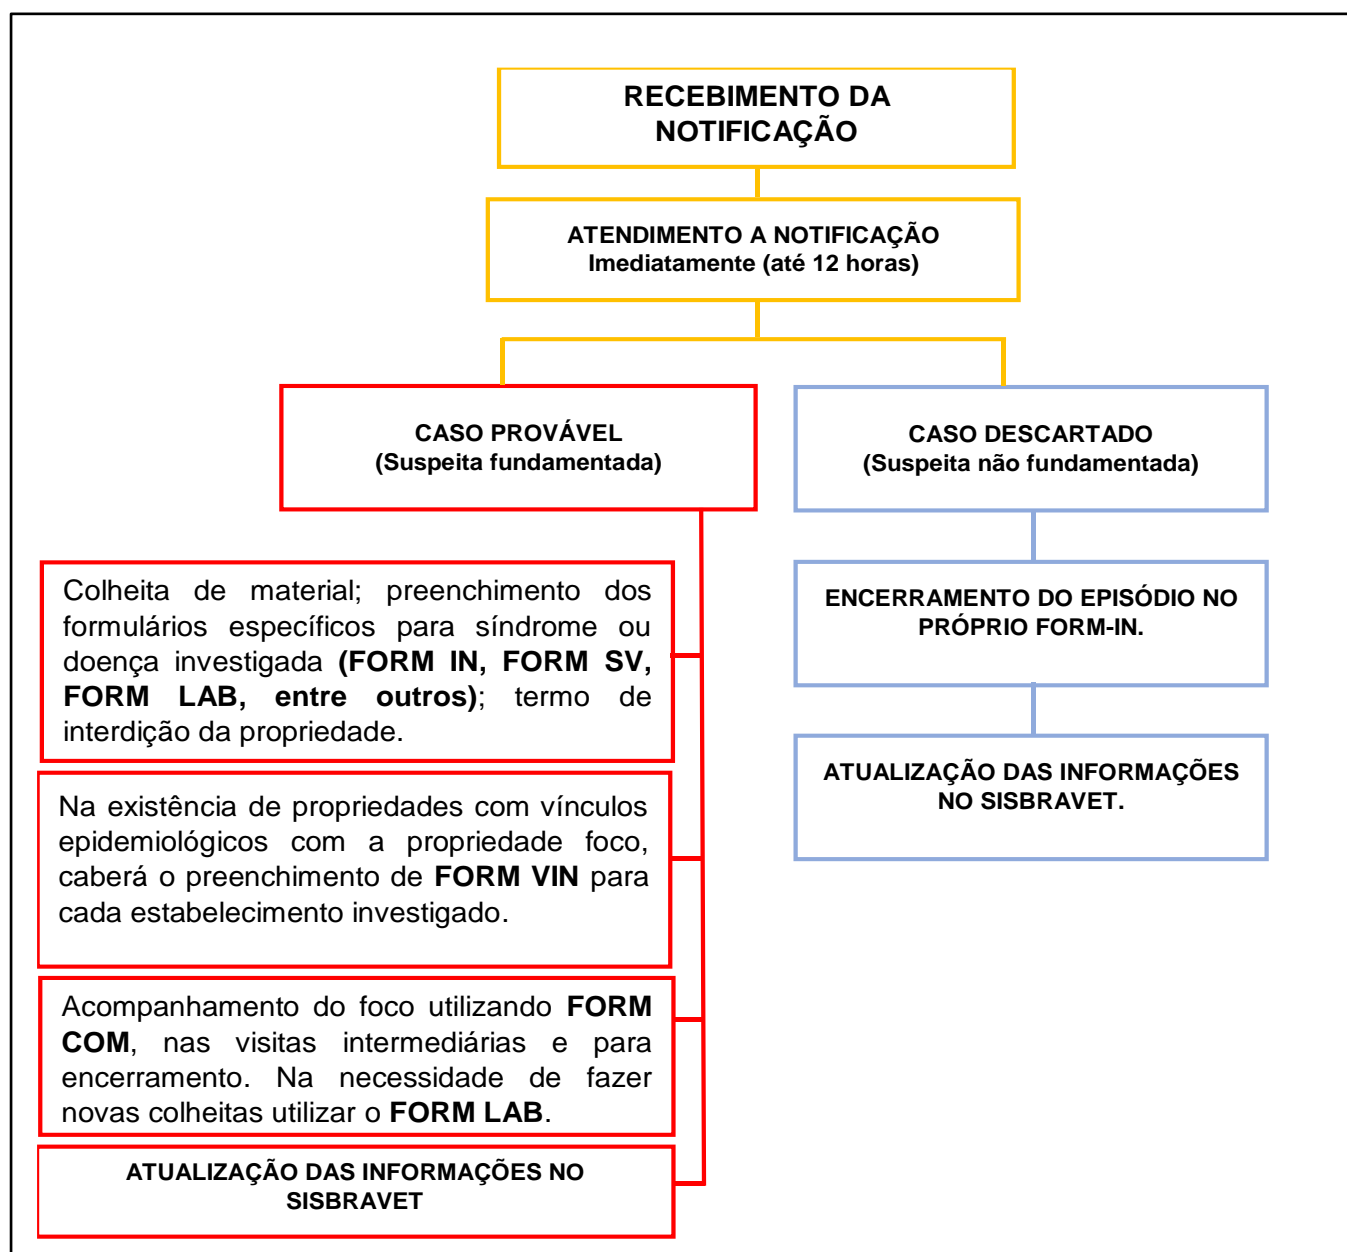 RECEBIMENTO DA
NOTIFICAÇÃO
ATENDIMENTO A NOTIFICAÇÃO
Imediatamente (até 12 horas)
CASO PROVÁVEL
(Suspeita fundamentada)
CASO DESCARTADO
(Suspeita não fundamentada)
Colheita de material; preenchimento dos
formulários específicos para síndrome ou
doença investigada (FORM IN, FORM SV,
FORM LAB, entre outros); termo de
interdição da propriedade.
ENCERRAMENTO DO EPISÓDIO NO
PRÓPRIO FORM-IN.
ATUALIZAÇÃO DAS INFORMAÇÕES
NO SISBRAVET.
Na existência de propriedades com vínculos
epidemiológicos com a propriedade foco,
caberá o preenchimento de FORM VIN para
cada estabelecimento investigado.
Acompanhamento do foco utilizando FORM
COM, nas visitas intermediárias e para
encerramento. Na necessidade de fazer
novas colheitas utilizar o FORM LAB.
ATUALIZAÇÃO DAS INFORMAÇÕES NO
SISBRAVET